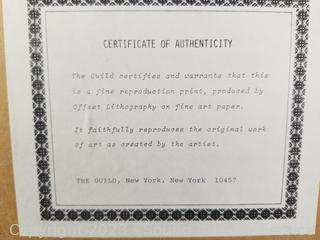 CERTIFICATE OF AUTHENTICITY
The Guild certifies and warrants that this
is a fine reproduction print, produced by
Offset Lithography on fine art paper.
It faithfully reproduces the original work
of art as created by the artist.
THE GUILD, New York, New York 10457
Copyright 2023